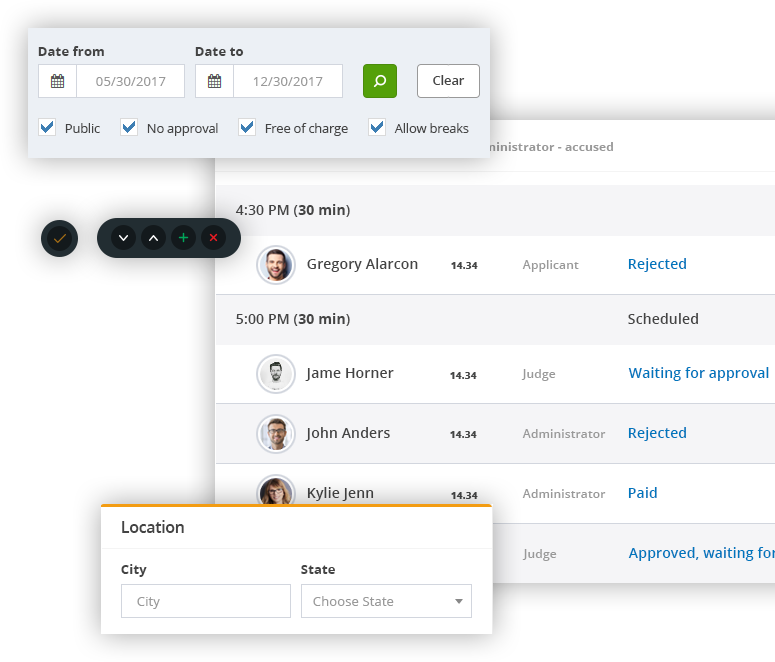 Date from Date to
05/30/2017 12/30/2017 Clear
Public No approval Free of charge Allow breaks
- accused
4:30 PM (30 min)
Gregory Alarcon 14.34 Applicant Rejected
5:00 PM (30 min) Scheduled
Jame Horner 14.34 Judge Waiting for approval
John Anders 14.34 Administrator Rejected
Kylie Jenn 14.34 Administrator Paid
Judge Approved, waiting for
Location
City State
City Choose State